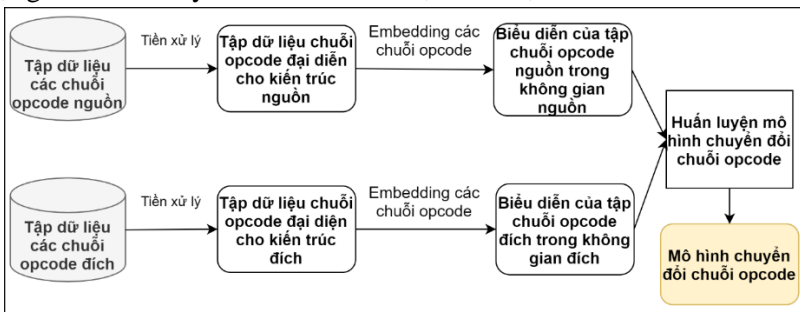 Tập dữ liệu
các chuỗi
opcode nguồn
Tiền xử lý
Tập dữ liệu chuỗi
opcode đại diễn
cho kiến trúc
nguồn
Embedding các
chuỗi opcode
Biểu diễn của tập
chuỗi opcode
nguồn trong
không gian
nguồn
Huấn luyện mô
hình chuyển đổi
chuỗi opcode
Tập dữ liệu
các chuỗi
opcode đích
Tiền xử lý
Tập dữ liệu chuỗi
opcode đại diện
cho kiến trúc
đích
Embedding các
chuỗi opcode
Biểu diễn của tập
chuỗi opcode
đích trong không
gian đích
Mô hình chuyển
đổi chuỗi opcode